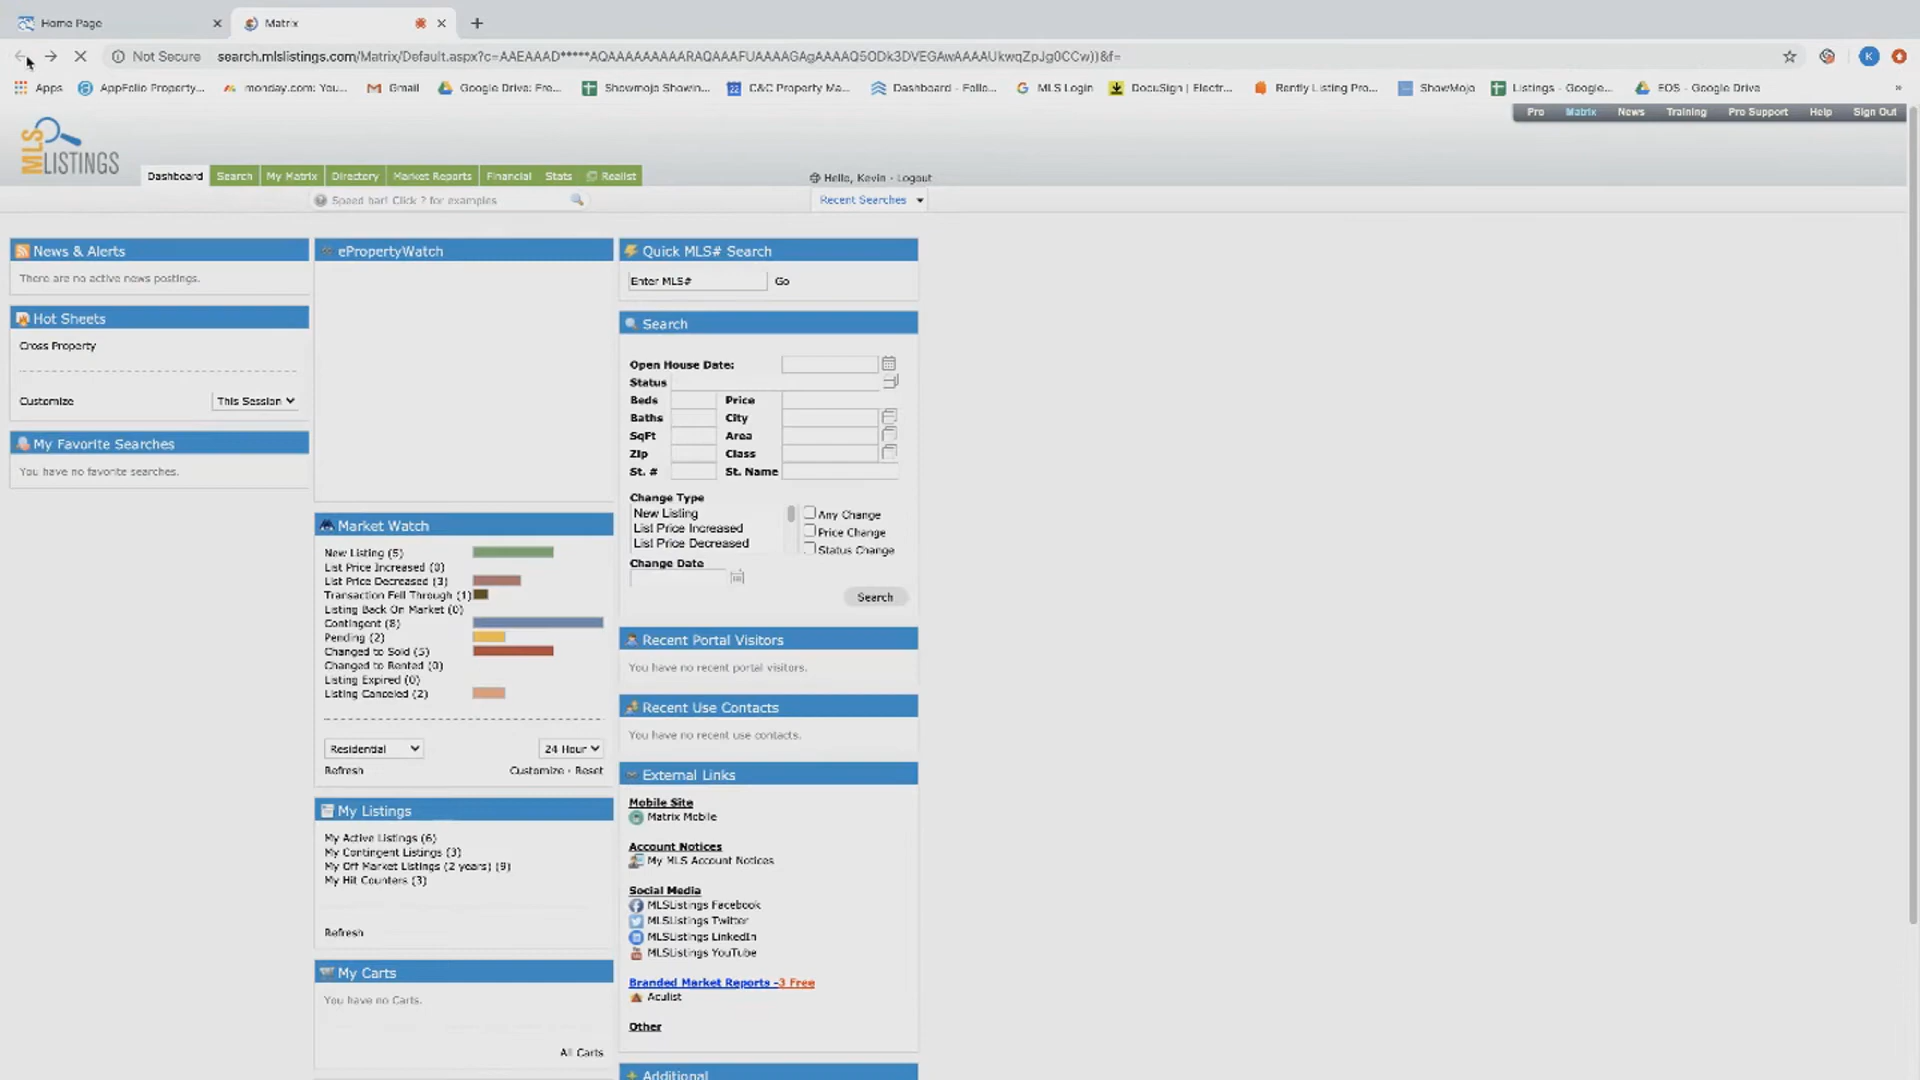 Home Page
Matrix
Not Secure search.mlslistings.com/Matrix/Default.aspx?c=AAEAAAD*****AQAAAAAAAAARAQAAAFUAAAAGAgAAAAQ5ODk3DVEGAwAAAAUkwqZpJg0CCw))&f=
K
Apps AppFolio Property... monday.com: You... Gmail Google Drive: Fre... Showmojo Showin... 22 C&C Property Ma... Dashboard - Follo... MLS Login DocuSign | Electr... Rently Listing Pro... ShowMojo Listings - Google... EOS - Google Drive »
Pro Matrix News Training Pro Support Help Sign Out
MLS LISTINGS
Dashboard Search My Matrix Directory Market Reports Financial Stats Realist
Hello, Kevin · Logout
Speed bar! Click ? for examples
Recent Searches
News & Alerts
There are no active news postings.
Hot Sheets
Cross Property
Customize This Session
My Favorite Searches
You have no favorite searches.
ePropertyWatch
Market Watch
New Listing (5)
List Price Increased (0)
List Price Decreased (3)
Transaction Fell Through (1)
Listing Back On Market (0)
Contingent (8)
Pending (2)
Changed to Sold (5)
Changed to Rented (0)
Listing Expired (0)
Listing Canceled (2)
Residential 24 Hour
Refresh Customize · Reset
My Listings
My Active Listings (6)
My Contingent Listings (3)
My Off Market Listings (2 years) (9)
My Hit Counters (3)
Refresh
My Carts
You have no Carts.
All Carts
Quick MLS# Search
Enter MLS# Go
Search
Open House Date:
Status
Beds Price
Baths City
SqFt Area
Zip Class
St. # St. Name
Change Type
New Listing
List Price Increased
List Price Decreased
Any Change
Price Change
Status Change
Change Date
Search
Recent Portal Visitors
You have no recent portal visitors.
Recent Use Contacts
You have no recent use contacts.
External Links
Mobile Site
Matrix Mobile
Account Notices
My MLS Account Notices
Social Media
MLSListings Facebook
MLSListings Twitter
MLSListings LinkedIn
MLSListings YouTube
Branded Market Reports -3 Free
Aculist
Other
Additional